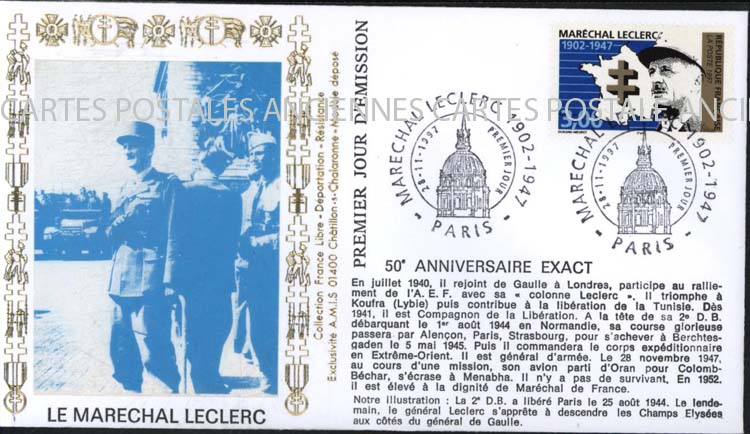 CARTES POSTALES ANCIENNES CARTES POSTALES ANCI
LE MARECHAL LECLERC
Collection France Libre - Déportation - Résistance
Exclusivité A.M.I.S 01400 Châtillon-s-Chalaronne - Modèle déposé
PREMIER JOUR D'ÉMISSION
MARÉCHAL LECLERC
1902-1947
RÉPUBLIQUE FRANÇAISE
LA POSTE 1997
3,00
MARECHAL LECLERC 1902-1947
28-11-1997
PREMIER JOUR
- PARIS -
MARECHAL LECLERC 1902-1947
28-11-1997
PREMIER JOUR
- PARIS -
50e ANNIVERSAIRE EXACT
En juillet 1940, il rejoint de Gaulle à Londres, participe au rallie-
ment de l'A.E.F. avec sa « colonne Leclerc ». Il triomphe à
Koufra (Lybie) puis contribue à la libération de la Tunisie. Dès
1941, il est Compagnon de la Libération. A la tête de sa 2e D.B.
débarquant le 1er août 1944 en Normandie, sa course glorieuse
passera par Alençon, Paris, Strasbourg, pour s'achever à Berchtes-
gaden le 5 mai 1945. Puis il commandera le corps expéditionnaire
en Extrême-Orient. Il est général d'armée. Le 28 novembre 1947,
au cours d'une mission, son avion parti d'Oran pour Colomb-
Béchar, s'écrase à Menabha. Il n'y a pas de survivant. En 1952.
il est élevé à la dignité de Maréchal de France.
Notre illustration : La 2e D.B. a libéré Paris le 25 août 1944. Le lende-
main, le général Leclerc s'apprête à descendre les Champs Elysées
aux côtés du général de Gaulle.